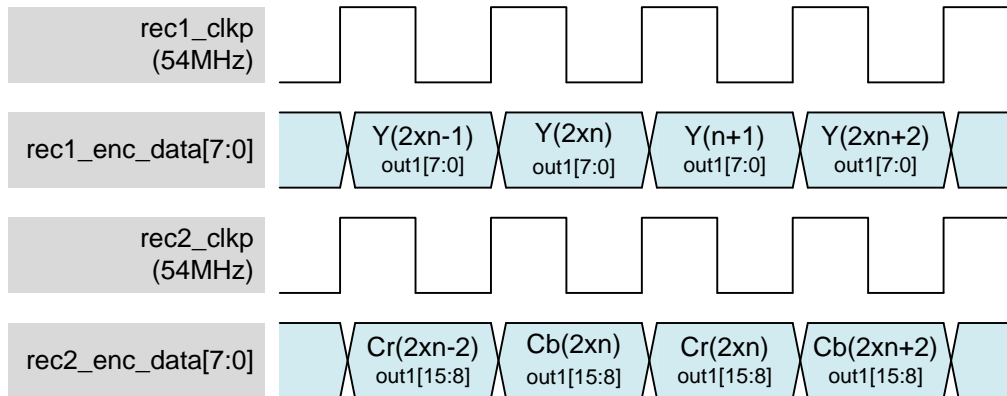 rec1_clkp
(54MHz)
rec1_enc_data[7:0]
Y(2xn-1) Y(2xn) Y(n+1) Y(2xn+2)
out1[7:0] out1[7:0] out1[7:0] out1[7:0]
rec2_clkp
(54MHz)
rec2_enc_data[7:0]
Cr(2xn-2) Cb(2xn) Cr(2xn) Cb(2xn+2)
out1[15:8] out1[15:8] out1[15:8] out1[15:8]